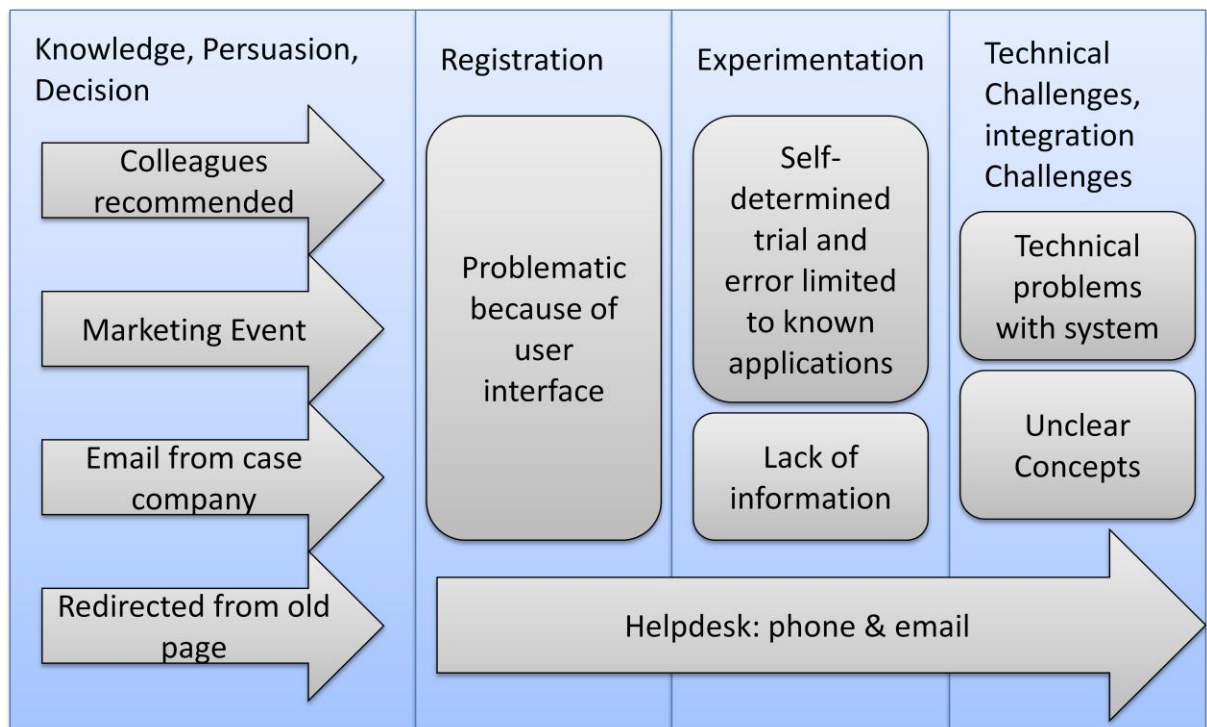 Knowledge, Persuasion,
Decision
Colleagues
recommended
Marketing Event
Email from case
company
Redirected from old
page
Registration
Problematic
because of
user
interface
Experimentation
Self-
determined
trial and
error limited
to known
applications
Lack of
information
Technical
Challenges,
integration
Challenges
Technical
problems
with system
Unclear
Concepts
Helpdesk: phone & email